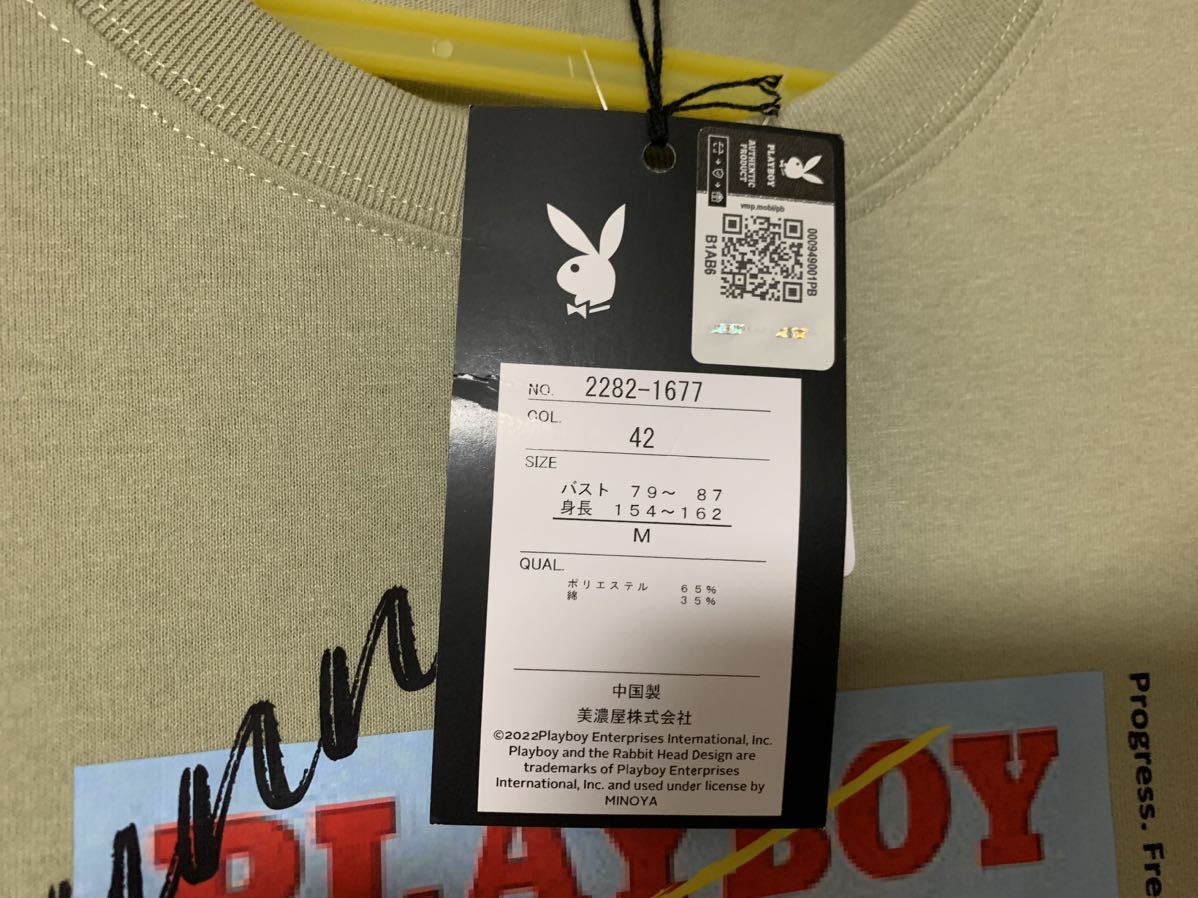 PLAYBOY
AUTHENTIC
PRODUCT
vmp.mobi/pb
000949001PB
B1AB6
NO. 2282-1677
COL.
42
SIZE
バスト 79～ 87
身長 154～162
M
QUAL.
ポリエステル 65%
綿 35%
中国製
美濃屋株式会社
©2022Playboy Enterprises International, Inc.
Playboy and the Rabbit Head Design are
trademarks of Playboy Enterprises
International, Inc. and used under license by
MINOYA
PLAYBOY
Progress. Fre